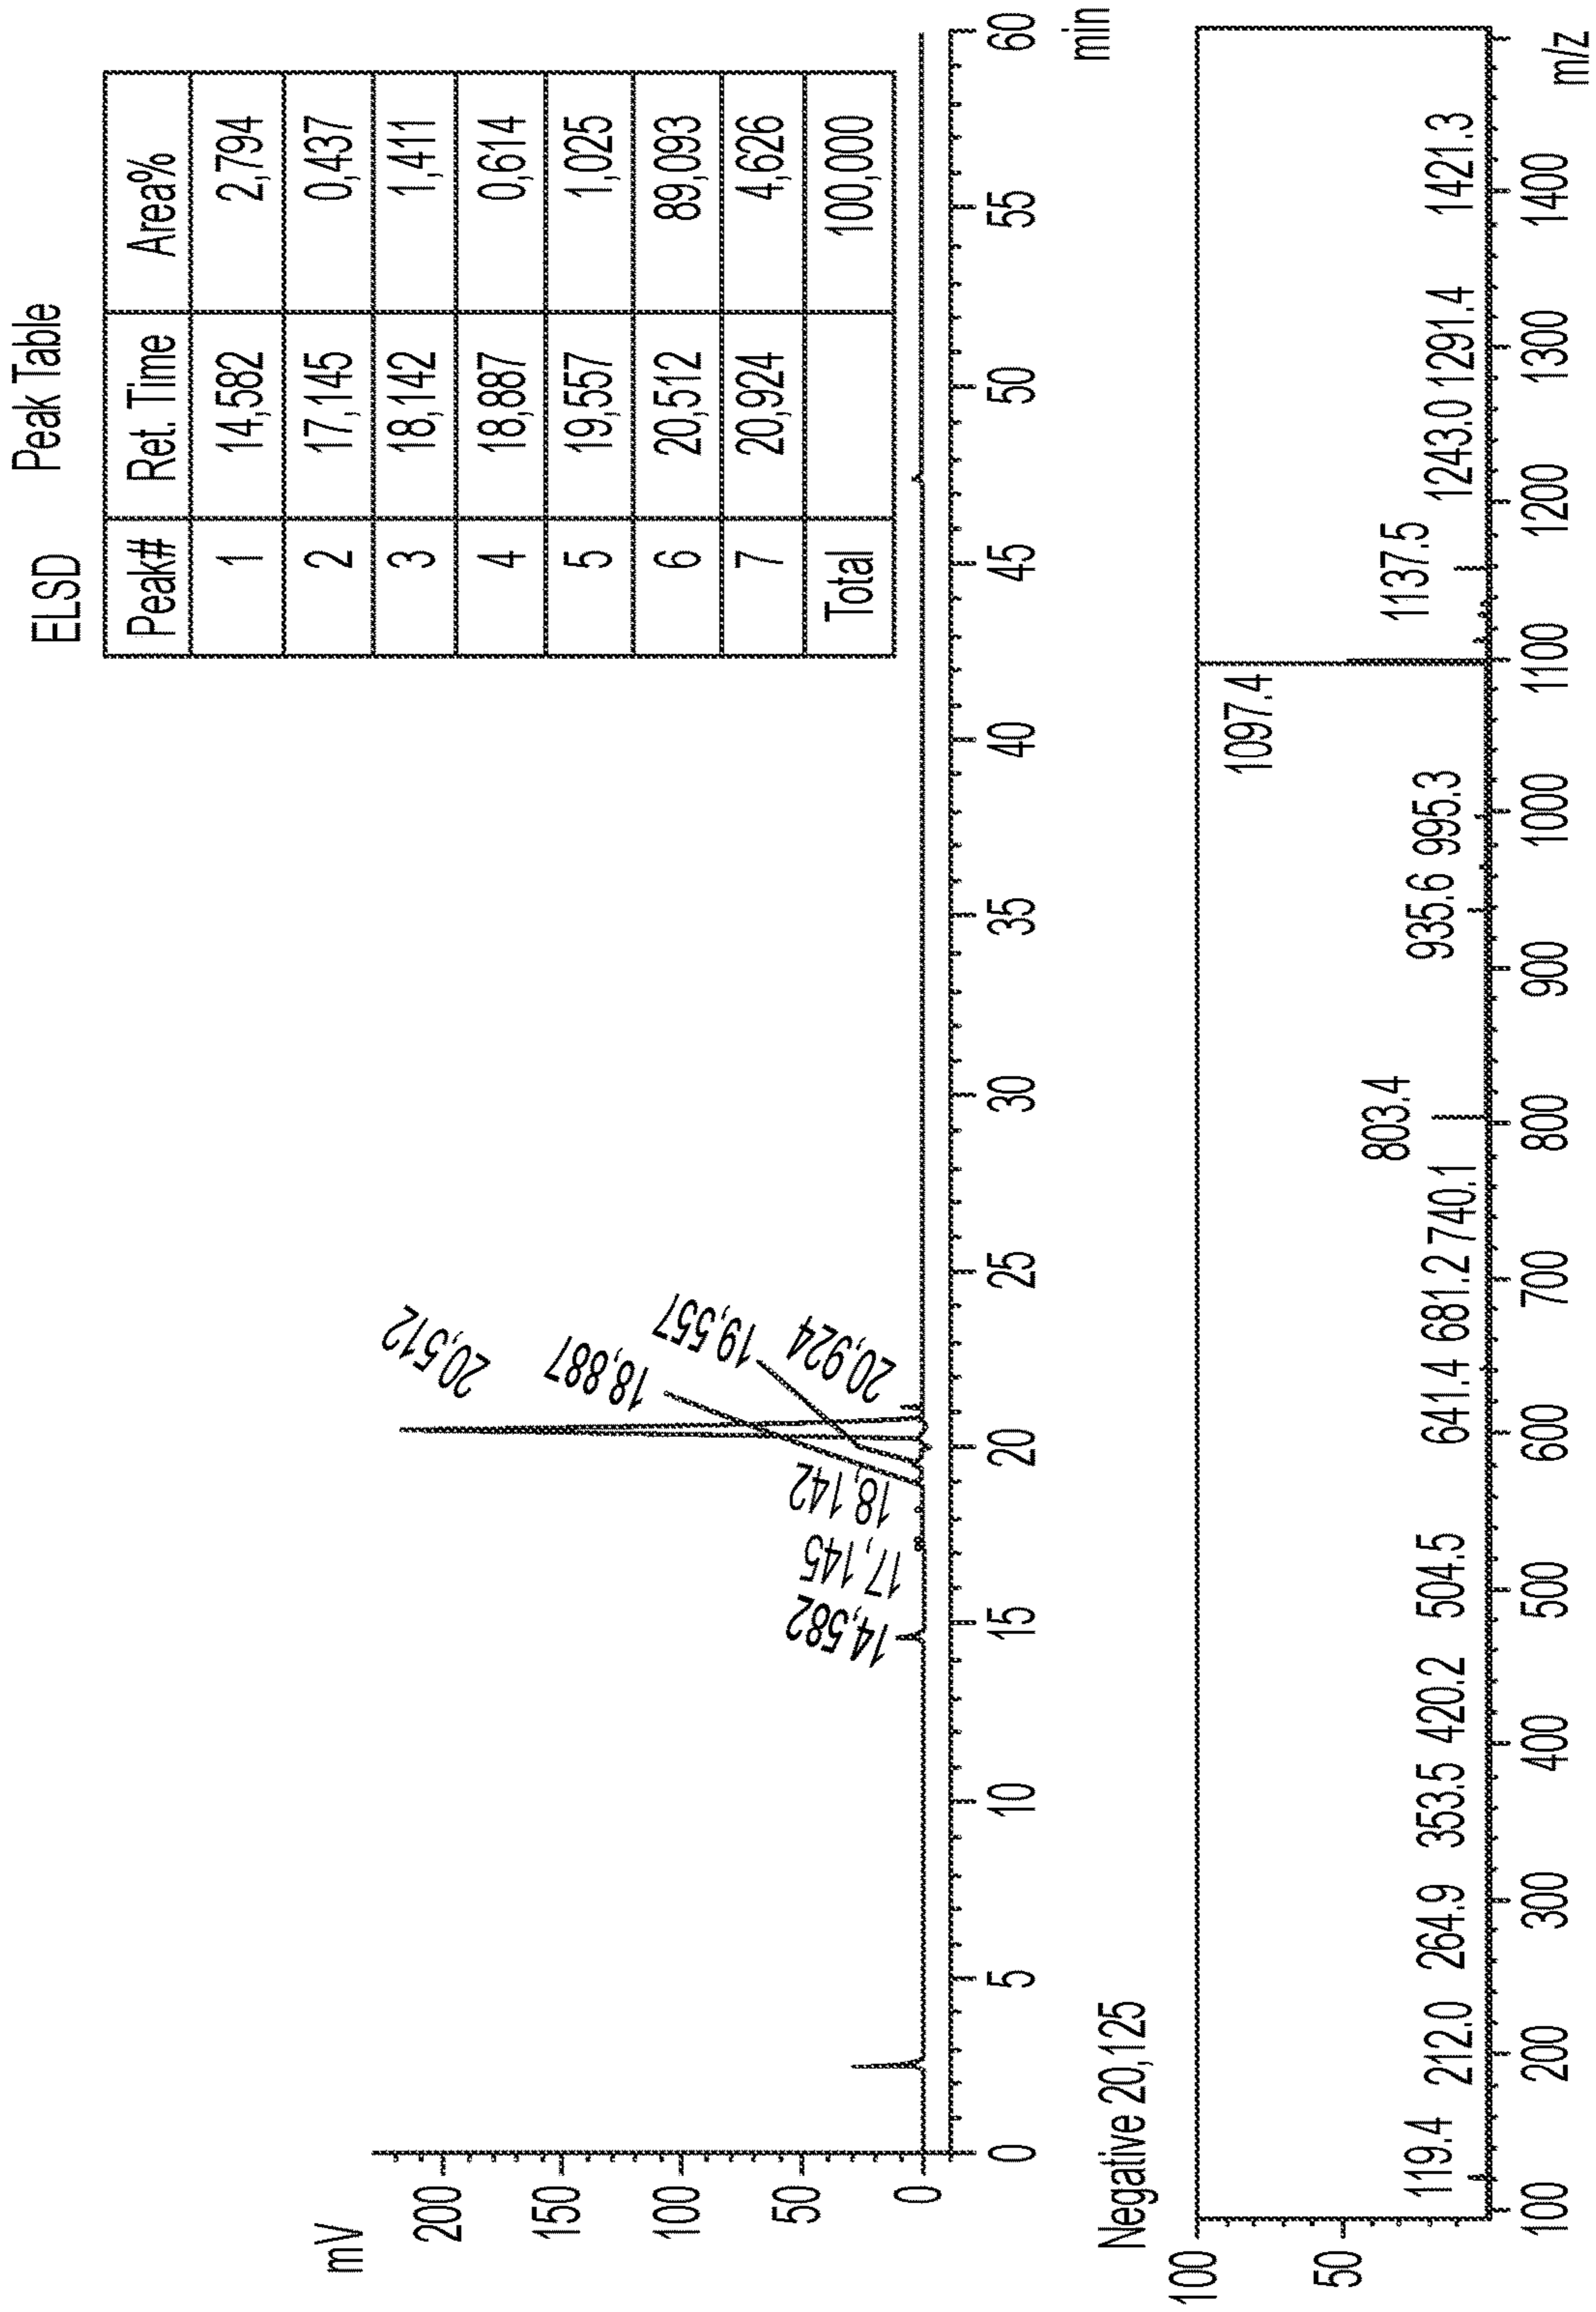 ELSD Peak Table
Peak# Ret. Time Area%
1 14,582 2,794
2 17,145 0,437
3 18,142 1,411
4 18,887 0,614
5 19,557 1,025
6 20,512 89,093
7 20,924 4,626
Total 100,000
mV
200
150
100
50
0
20,512
18,887
19,557
20,924
18,142
17,145
14,582
0 5 10 15 20 25 30 35 40 45 50 55 60
min
Negative 20,125
100
50
119.4 212.0 264.9 353.5 420.2 504.5 641.4 681.2 740.1 803.4 935.6 995.3 1097.4 1137.5 1243.0 1291.4 1421.3
100 200 300 400 500 600 700 800 900 1000 1100 1200 1300 1400
m/z